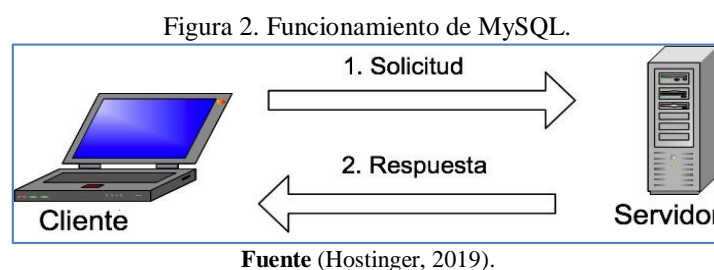 Figura 2. Funcionamiento de MySQL.
1. Solicitud
2. Respuesta
Cliente
Servidor
Fuente (Hostinger, 2019).